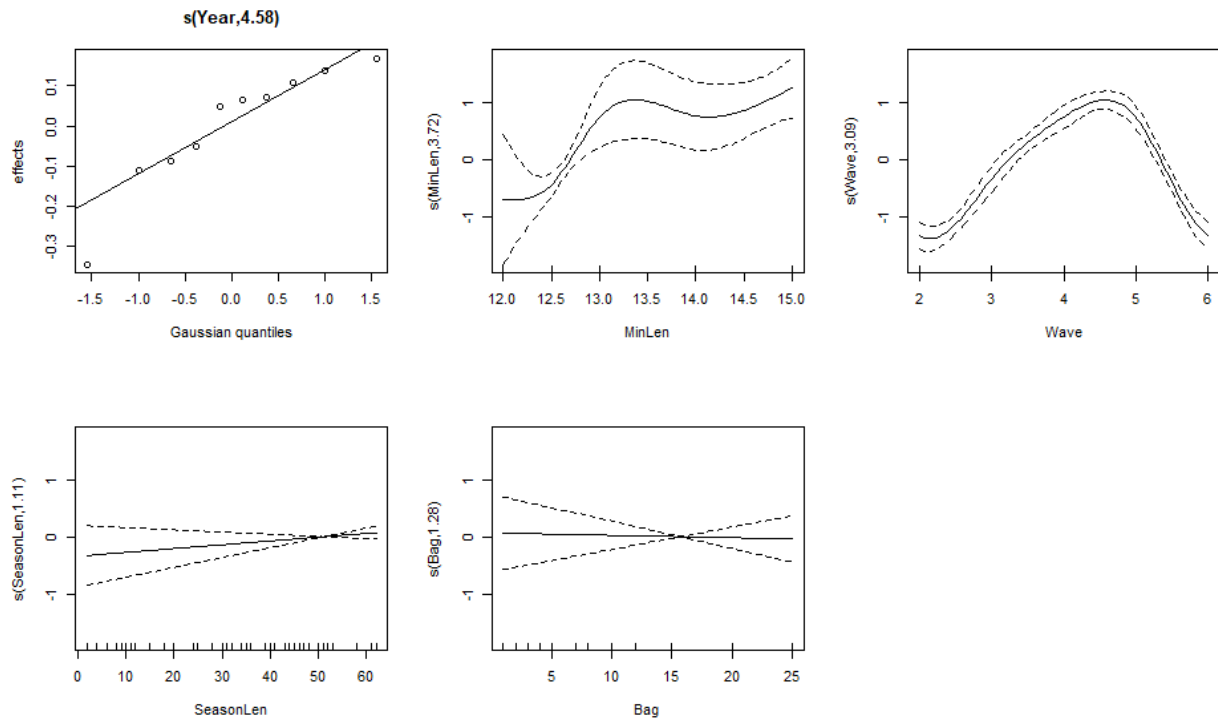 s(Year,4.58)
effects
0.1
0.0
-0.1
-0.2
-0.3
-1.5 -1.0 -0.5 0.0 0.5 1.0 1.5
Gaussian quantiles
s(MinLen,3.72)
1
0
-1
12.0 12.5 13.0 13.5 14.0 14.5 15.0
MinLen
s(Wave,3.09)
1
0
-1
2 3 4 5 6
Wave
s(SeasonLen,1.11)
1
0
-1
0 10 20 30 40 50 60
SeasonLen
s(Bag,1.28)
1
0
-1
5 10 15 20 25
Bag